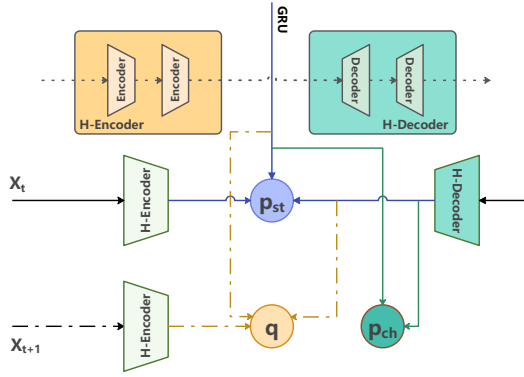 GRU
Encoder
Encoder
H-Encoder
Decoder
Decoder
H-Decoder
Xt
H-Encoder
pst
H-Decoder
Xt+1
H-Encoder
q
pch